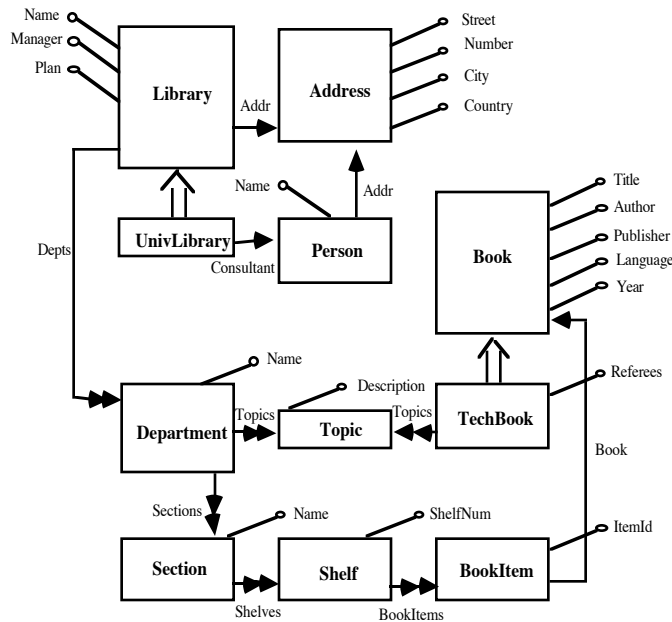 Name
Manager
Plan
Library
Addr
Address
Street
Number
City
Country
Name
Addr
UnivLibrary
Consultant
Person
Depts
Book
Title
Author
Publisher
Language
Year
Name
Description
Referees
Department
Topics
Topic
Topics
TechBook
Book
Sections
Name
ShelfNum
ItemId
Section
Shelves
Shelf
BookItems
BookItem